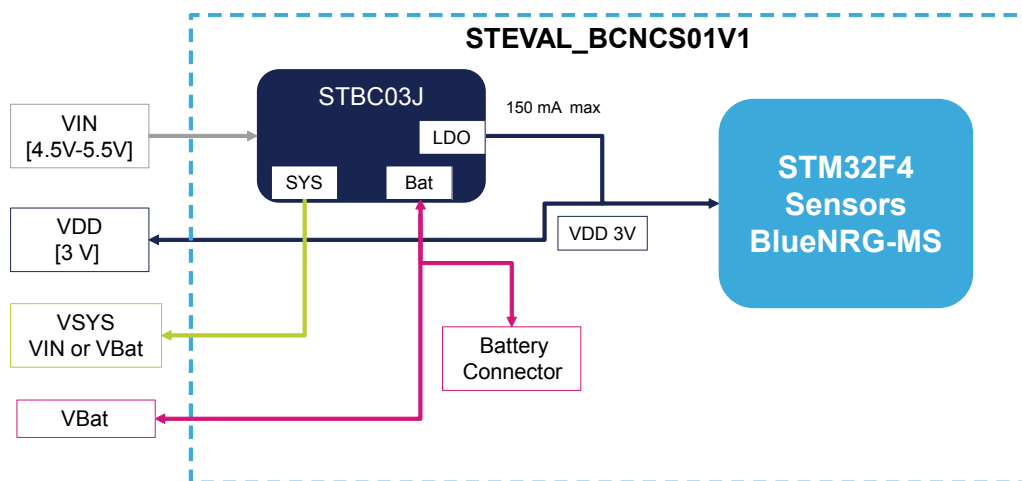 STEVAL_BCNCS01V1
STBC03J
150 mA max
LDO
SYS
Bat
VIN
[4.5V-5.5V]
VDD
[3 V]
VDD 3V
STM32F4
Sensors
BlueNRG-MS
VSYS
VIN or VBat
Battery
Connector
VBat